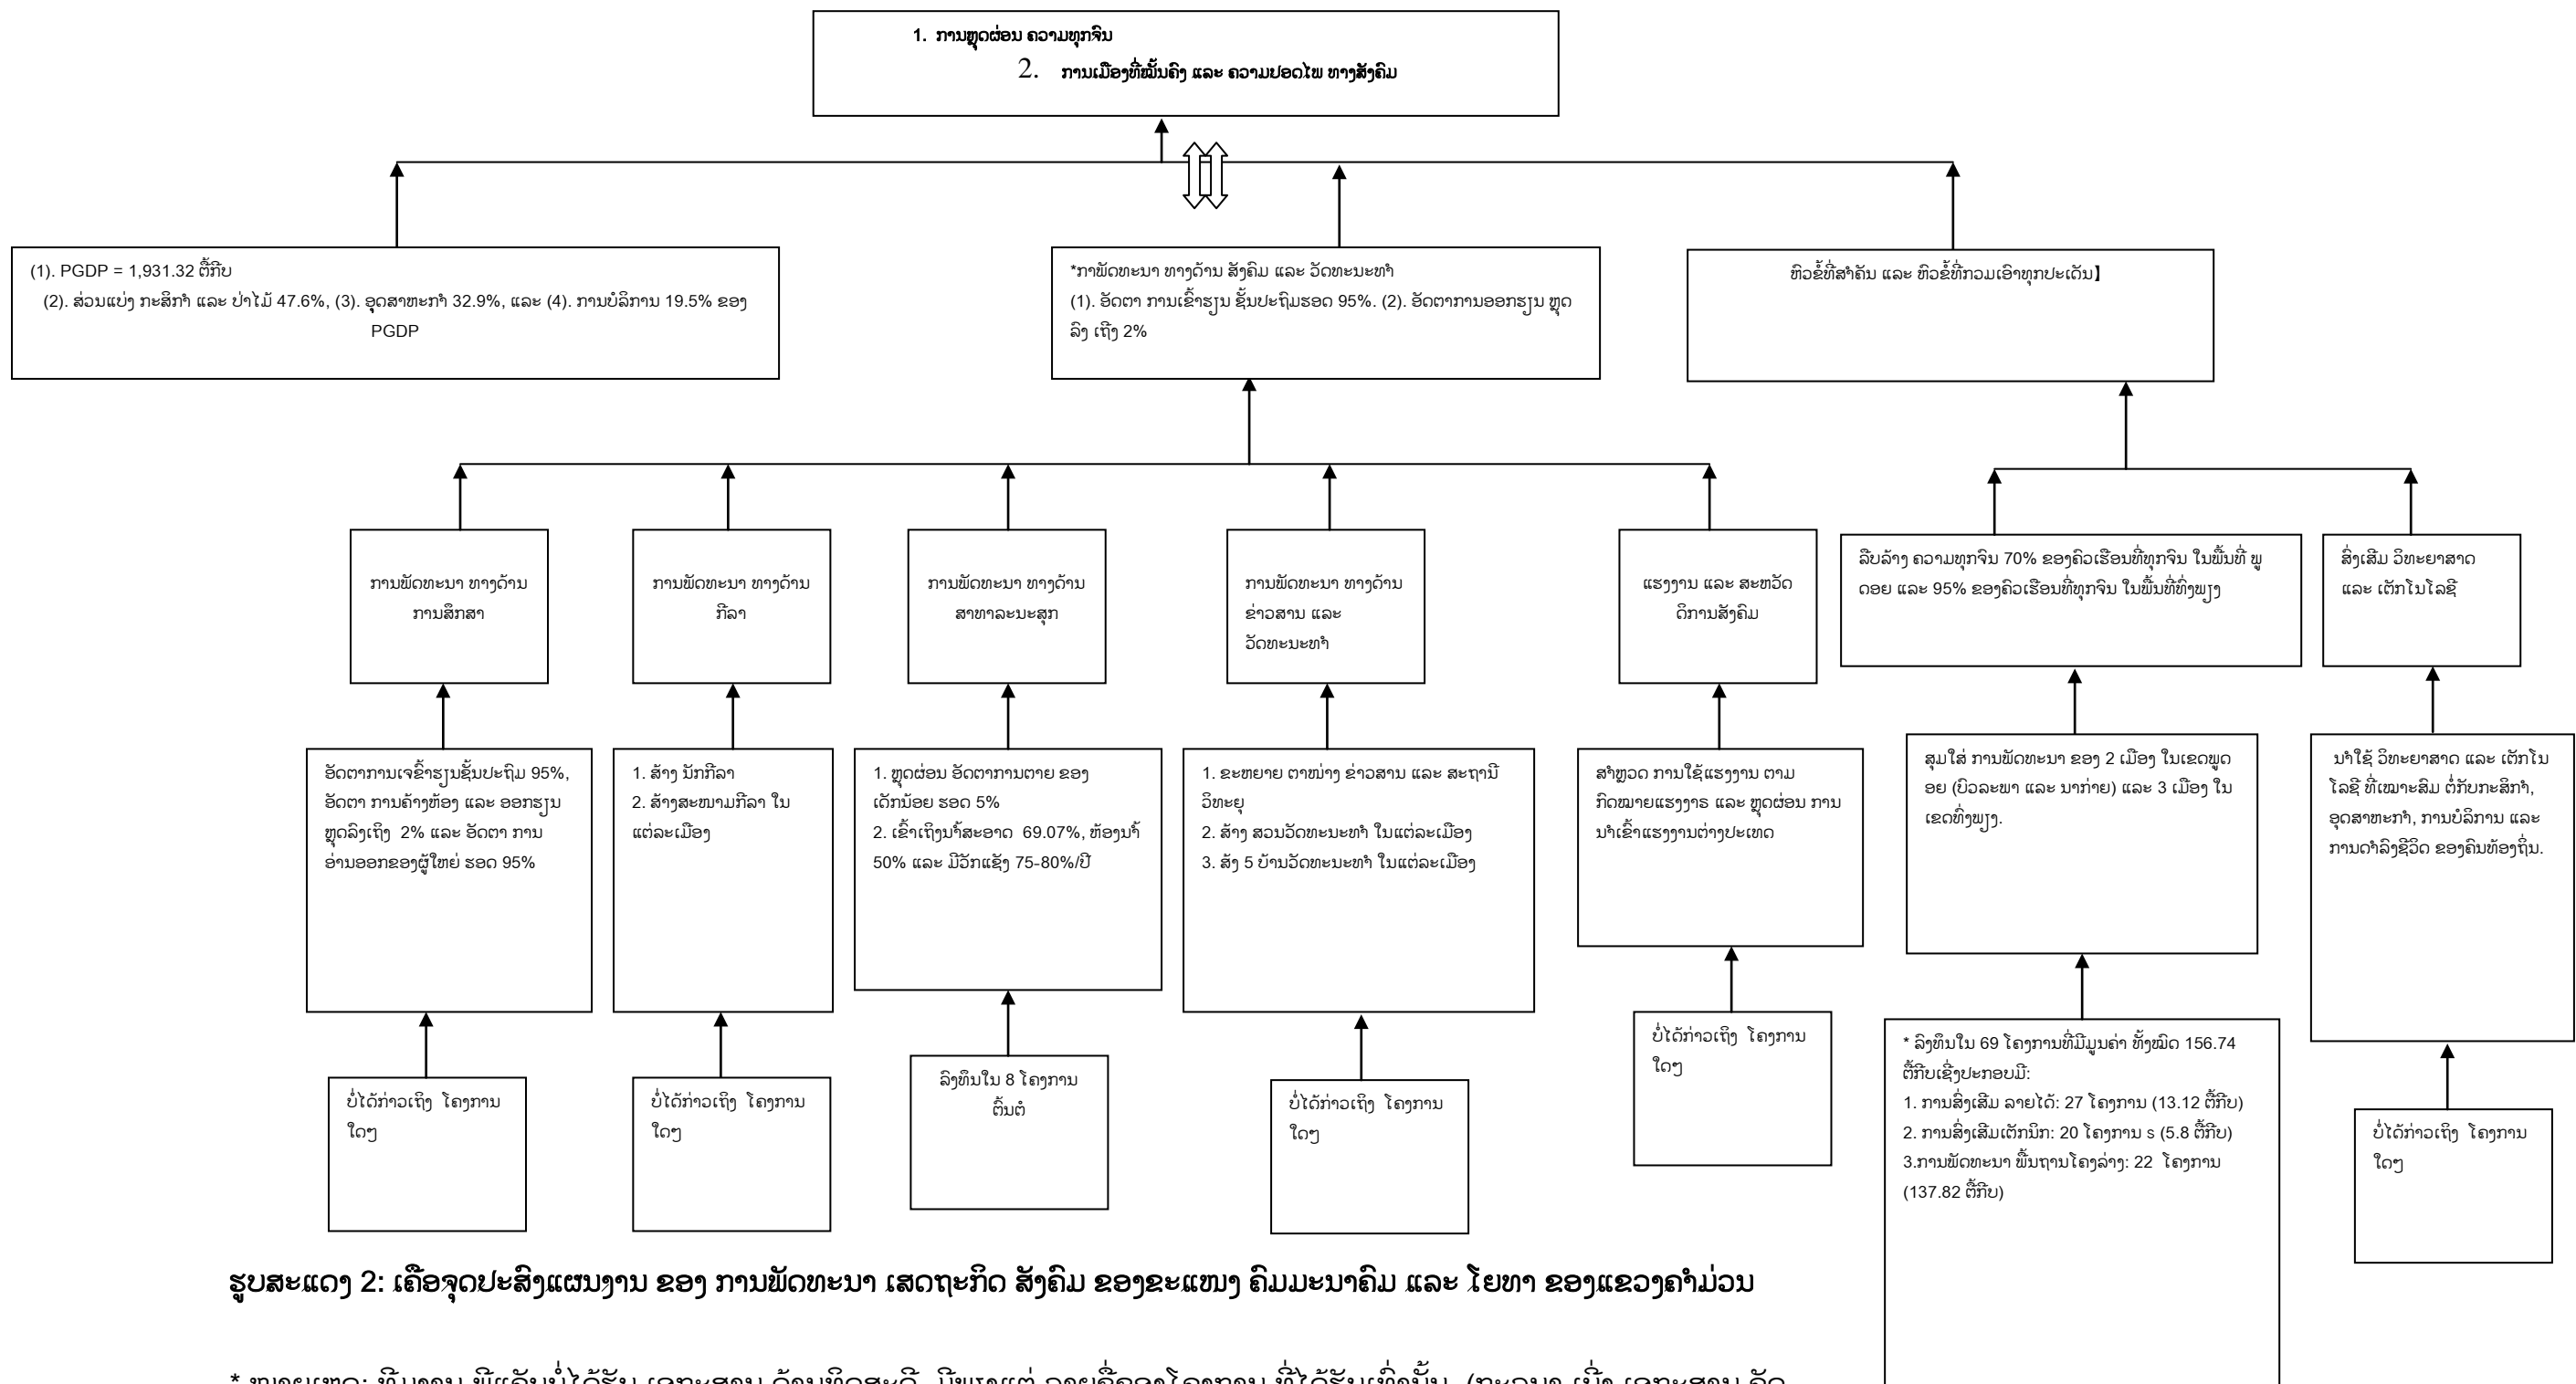 1. ການຫຼຸດຜ່ອນ ຄວາມທຸກຈົນ
2. ການເມືອງທີ່ໝັ້ນຄົງ ແລະ ຄວາມປອດໄພ ທາງສັງຄົມ
(1). PGDP = 1,931.32 ຕື້ກີບ
(2). ສ່ວນແບ່ງ ກະສິກຳ ແລະ ປ່າໄມ້ 47.6%, (3). ອຸດສາຫະກຳ 32.9%, ແລະ (4). ການບໍລິການ 19.5% ຂອງ
PGDP
*ກາພັດທະນາ ທາງດ້ານ ສັງຄົມ ແລະ ວັດທະນະທຳ
(1). ອັດຕາ ການເຂົ້າຮຽນ ຊັ້ນປະຖົມຮອດ 95%. (2). ອັດຕາການອອກຮຽນ ຫຼຸດ
ລົງ ເຖີງ 2%
ຫົວຂໍ້ທີ່ສຳຄັນ ແລະ ຫົວຂໍ້ທີ່ກວມເອົາທຸກປະເດັນ】
ການພັດທະນາ ທາງດ້ານ
ການສຶກສາ
ການພັດທະນາ ທາງດ້ານ
ກີລາ
ການພັດທະນາ ທາງດ້ານ
ສາທາລະນະສຸກ
ການພັດທະນາ ທາງດ້ານ
ຂ່າວສານ ແລະ
ວັດທະນະທຳ
ແຮງງານ ແລະ ສະຫວັດ
ດິການສັງຄົມ
ລືບລ້າງ ຄວາມທຸກຈົນ 70% ຂອງຄົວເຮືອນທີ່ທຸກຈົນ ໃນພື້ນທີ່ ພູ
ດອຍ ແລະ 95% ຂອງຄົວເຮືອນທີ່ທຸກຈົນ ໃນພື້ນທີ່ທົ່ງພຽງ
ສົ່ງເສີມ ວິທະຍາສາດ
ແລະ ເຕັກໂນໂລຊີ
ອັດຕາການເຈຂົ້າຮຽນຊັ້ນປະຖົມ 95%,
ອັດຕາ ການຄ້າງຫ້ອງ ແລະ ອອກຮຽນ
ຫຼຸດລົງເຖິງ 2% ແລະ ອັດຕາ ການ
ອ່ານອອກຂອງຜູ້ໃຫຍ່ ຮອດ 95%
1. ສ້າງ ນັກກີລາ
2. ສ້າງສະໜາມກີລາ ໃນ
ແຕ່ລະເມືອງ
1. ຫຼຸດຜ່ອນ ອັດຕາການຕາຍ ຂອງ
ເດັກນ້ອຍ ຮອດ 5%
2. ເຂົ້າເຖິງນ້ຳສະອາດ 69.07%, ຫ້ອງນ້ຳ
50% ແລະ ມີວັກແຊັງ 75-80%/ປີ
1. ຂະຫຍາຍ ຕາໜ່າງ ຂ່າວສານ ແລະ ສະຖານີ
ວິທະຍຸ
2. ສ້າງ ສວນວັດທະນະທຳ ໃນແຕ່ລະເມືອງ
3. ສ້ງ 5 ບ້ານວັດທະນະທຳ ໃນແຕ່ລະເມືອງ
ສຳຫຼວດ ການໃຊ້ແຮງງານ ຕາມ
ກົດໝາຍແຮງງາຣ ແລະ ຫຼຸດຜ່ອນ ການ
ນຳເຂົ້າແຮງງານຕ່າງປະເທດ
ສຸມໃສ່ ການພັດທະນາ ຂອງ 2 ເມືອງ ໃນເຂດພູດ
ອຍ (ບົວລະພາ ແລະ ນາກ່າຍ) ແລະ 3 ເມືອງ ໃນ
ເຂດທົ່ງພຽງ.
ນຳໃຊ້ ວິທະຍາສາດ ແລະ ເຕັກໂນ
ໂລຊີ ທີ່ເໝາະສົມ ຕໍ່ກັບກະສິກຳ,
ອຸດສາຫະກຳ, ການບໍລິການ ແລະ
ການດຳລົງຊີວິດ ຂອງຄົນທ້ອງຖິ່ນ.
ບໍ່ໄດ້ກ່າວເຖິງ ໂຄງການ
ໃດໆ
ບໍ່ໄດ້ກ່າວເຖິງ ໂຄງການ
ໃດໆ
ລົງທຶນໃນ 8 ໂຄງການ
ຕົ້ນຕໍ
ບໍ່ໄດ້ກ່າວເຖິງ ໂຄງການ
ໃດໆ
ບໍ່ໄດ້ກ່າວເຖິງ ໂຄງການ
ໃດໆ
* ລົງທຶນໃນ 69 ໂຄງການທີ່ມີມູນຄ່າ ທັງໝົດ 156.74
ຕື້ກີບເຊີ່ງປະກອບມີ:
1. ການສົ່ງເສີມ ລາຍໄດ້: 27 ໂຄງການ (13.12 ຕື້ກີບ)
2. ການສົ່ງເສີມເຕັກນິກ: 20 ໂຄງການ s (5.8 ຕື້ກີບ)
3.ການພັດທະນາ ພື້ນຖານໂຄງລ່າງ: 22 ໂຄງການ
(137.82 ຕື້ກີບ)
ບໍ່ໄດ້ກ່າວເຖິງ ໂຄງການ
ໃດໆ
ຮູບສະແດງ 2: ເຄືອຈຸດປະສົງແຜນງານ ຂອງ ການພັດທະນາ ເສດຖະກິດ ສັງຄົມ ຂອງຂະແໜງ ຄົມມະນາຄົມ ແລະ ໂຍທາ ຂອງແຂວງຄຳມ່ວນ